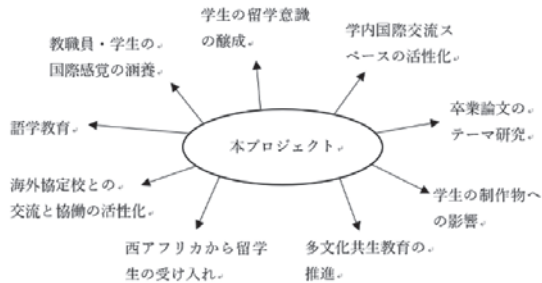 学生の留学意識
の醸成
教職員・学生の
国際感覚の涵養
学内国際交流ス
ペースの活性化
語学教育
本プロジェクト
卒業論文の
テーマ研究
海外協定校との
交流と協働の活性化
学生の制作物へ
の影響
西アフリカから留学
生の受け入れ
多文化共生教育の
推進